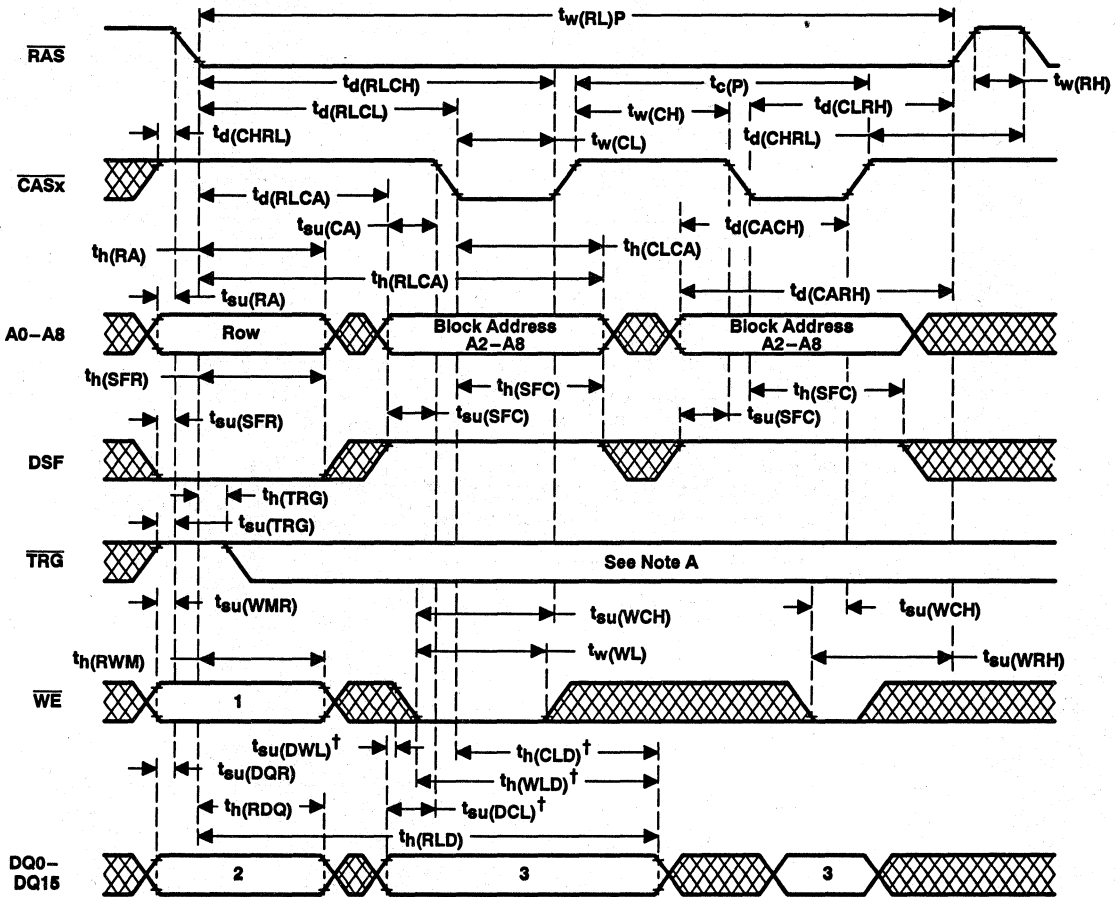 tw(RL)P
RAS
td(RLCH)
tc(P)
tw(RH)
td(RLCL)
tw(CH)
td(CLRH)
td(CHRL)
tw(CL)
td(CHRL)
CASx
td(RLCA)
tsu(CA)
td(CACH)
th(RA)
th(CLCA)
th(RLCA)
tsu(RA)
td(CARH)
A0–A8
Row
Block Address
A2–A8
Block Address
A2–A8
th(SFR)
th(SFC)
th(SFC)
tsu(SFR)
tsu(SFC)
tsu(SFC)
DSF
th(TRG)
tsu(TRG)
TRG
See Note A
tsu(WMR)
tsu(WCH)
tsu(WCH)
th(RWM)
tw(WL)
tsu(WRH)
WE
1
tsu(DWL)†
th(CLD)†
tsu(DQR)
th(WLD)†
th(RDQ)
tsu(DCL)†
th(RLD)
DQ0–
DQ15
2
3
3